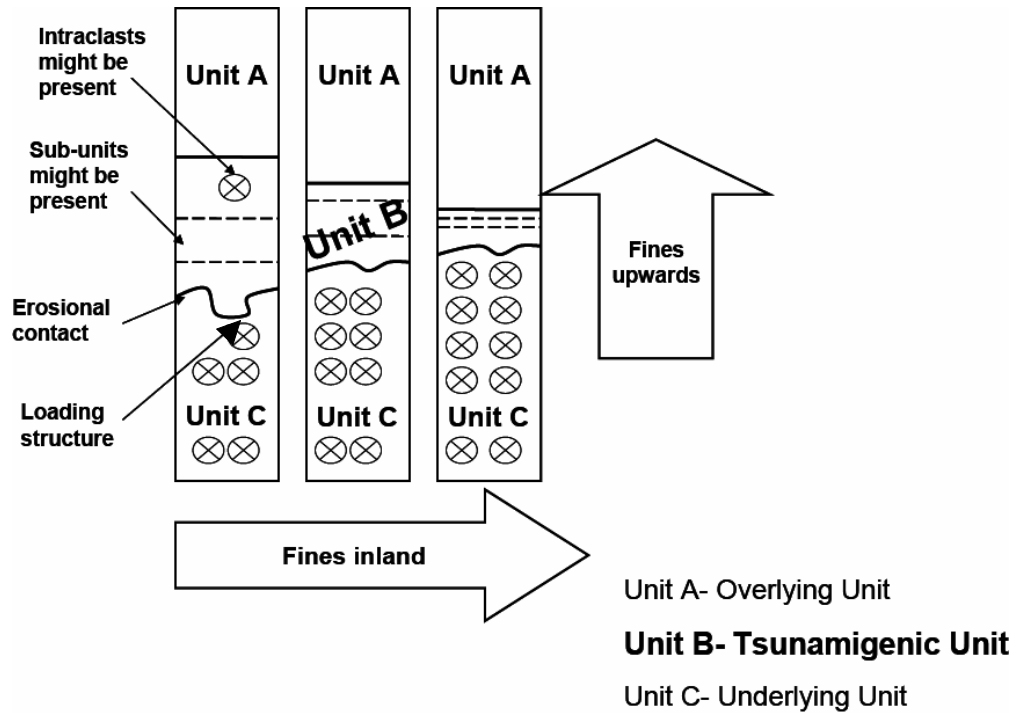 Intraclasts
might be
present
Unit A
Unit A
Unit A
Sub-units
might be
present
Unit B
Fines
upwards
Erosional
contact
Loading
structure
Unit C
Unit C
Unit C
Fines inland
Unit A- Overlying Unit
Unit B- Tsunamigenic Unit
Unit C- Underlying Unit